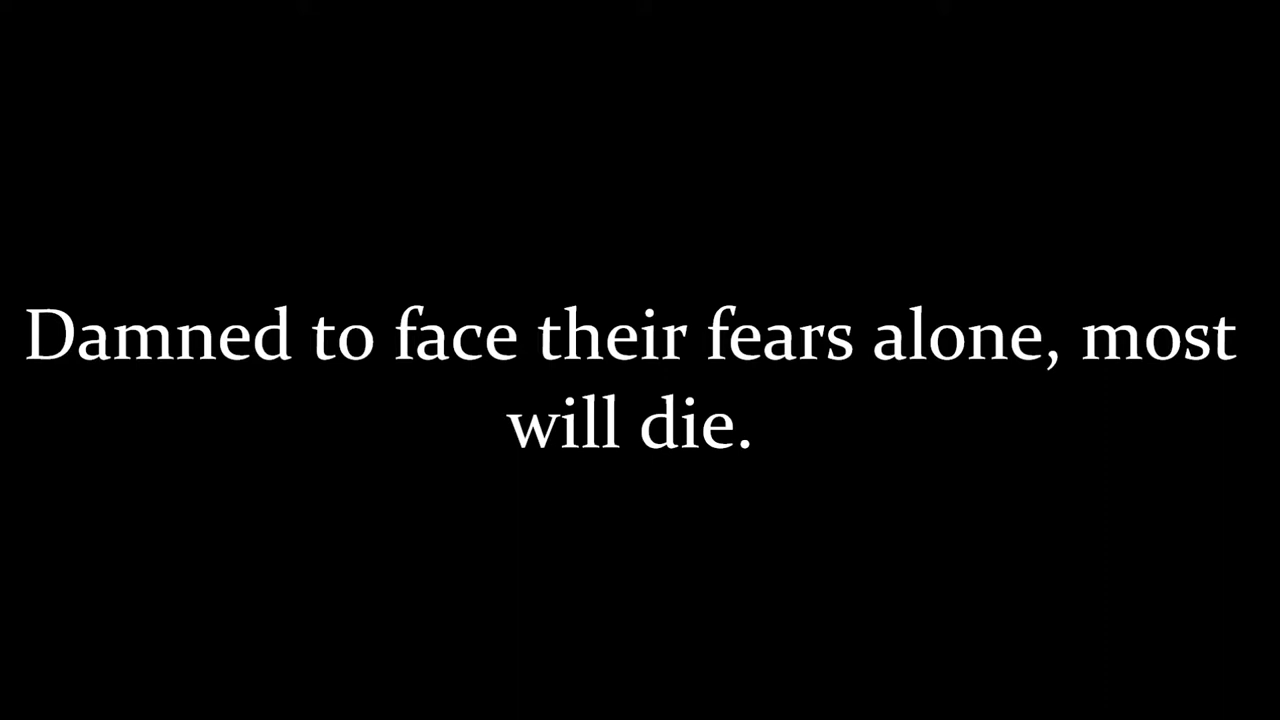 Damned to face their fears alone, most
will die.